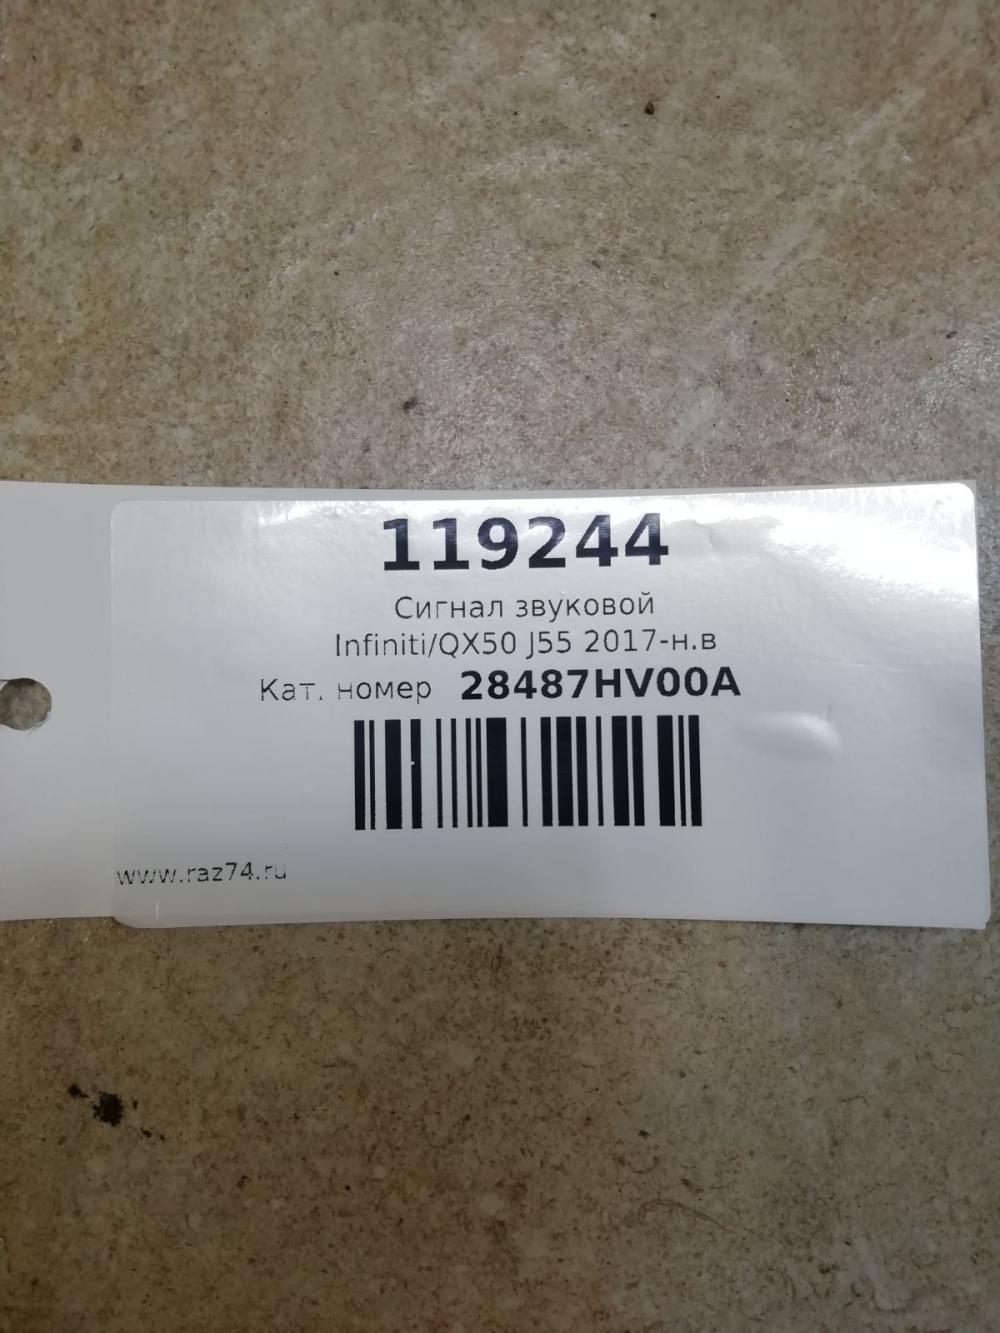 119244
Сигнал звуковой
Infiniti/QX50 J55 2017-н.в
Кат. номер 28487HV00A
www.raz74.ru